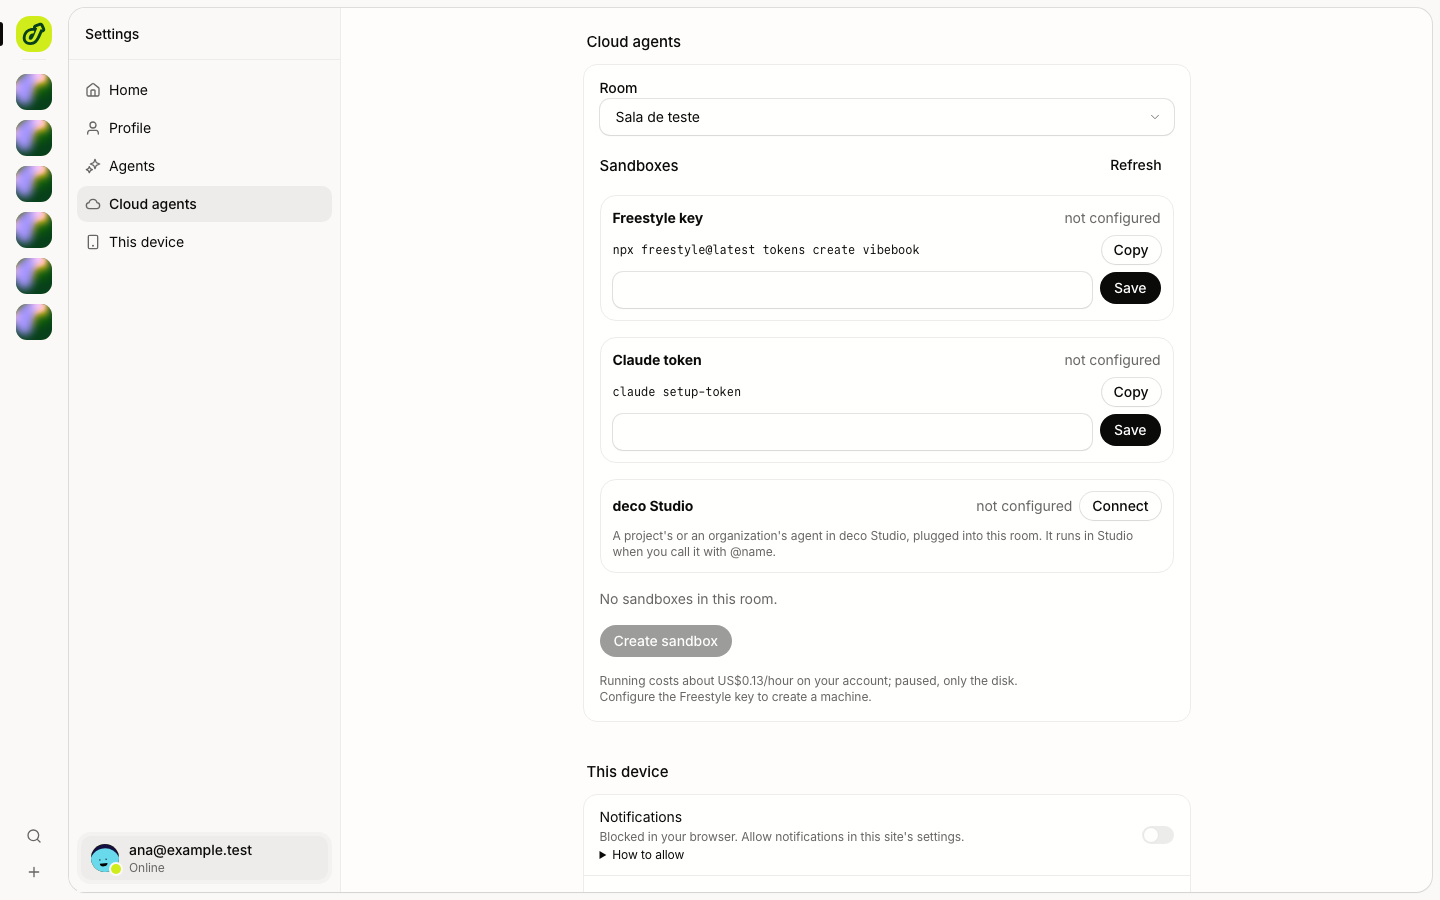 Settings
Home
Profile
Agents
Cloud agents
This device
ana@example.test
Online
Cloud agents
Room
Sala de teste
Sandboxes
Refresh
Freestyle key
not configured
npx freestyle@latest tokens create vibebook
Copy
Save
Claude token
not configured
claude setup-token
Copy
Save
deco Studio
not configured
Connect
A project's or an organization's agent in deco Studio, plugged into this room. It runs in Studio
when you call it with @name.
No sandboxes in this room.
Create sandbox
Running costs about US$0.13/hour on your account; paused, only the disk.
Configure the Freestyle key to create a machine.
This device
Notifications
Blocked in your browser. Allow notifications in this site's settings.
How to allow